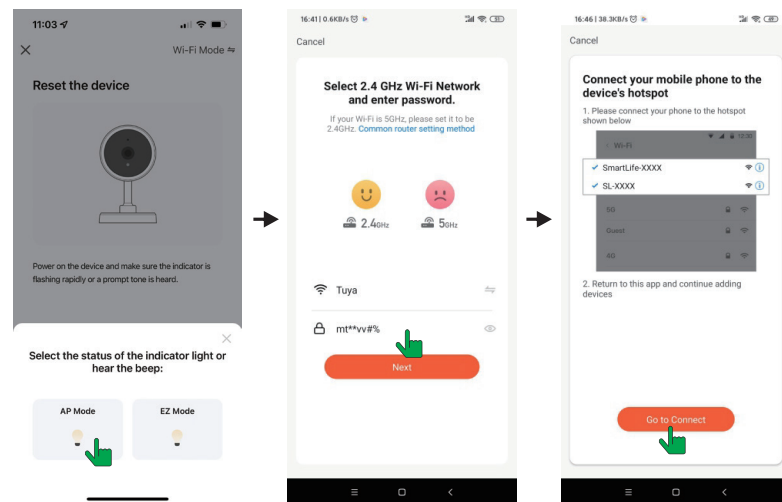 11:03
Wi-Fi Mode
Reset the device
Power on the device and make sure the indicator is
flashing rapidly or a prompt tone is heard.
Select the status of the indicator light or
hear the beep:
AP Mode
EZ Mode
16:41 | 0.6KB/s
Cancel
Select 2.4 GHz Wi-Fi Network
and enter password.
If your Wi-Fi is 5GHz, please set it to be
2.4GHz. Common router setting method
2.4GHz
5GHz
Tuya
mt**vv#%
Next
16:46 | 38.3KB/s
Cancel
Connect your mobile phone to the
device's hotspot
1. Please connect your phone to the hotspot
shown below
12:00
Wi-Fi
SmartLife-XXXX
SL-XXXX
5G
Guest
4G
2. Return to this app and continue adding
devices
Go to Connect